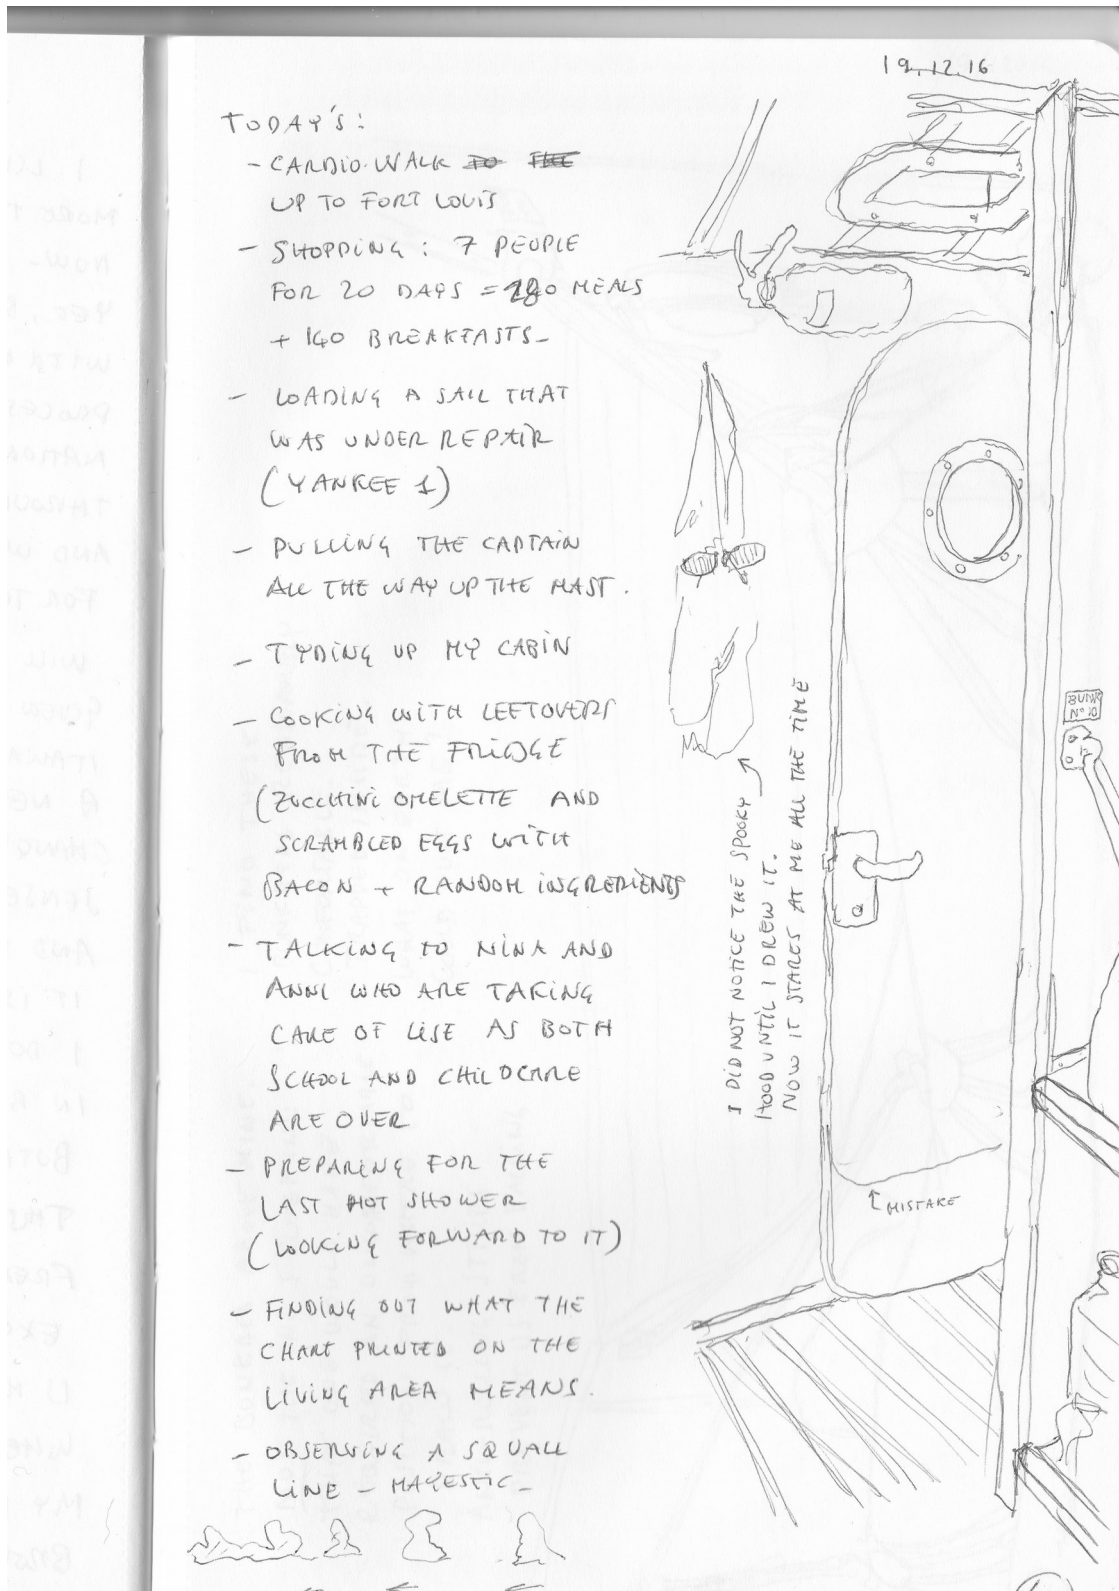 19.12.16
TODAY'S:
- CARDIO-WALK TO THE
UP TO FORT LOUIS
- SHOPPING: 7 PEOPLE
FOR 20 DAYS = 280 MEALS
+ 140 BREAKFASTS-
- LOADING A SAIL THAT
WAS UNDER REPAIR
(YANKEE 1)
- PULLING THE CAPTAIN
ALL THE WAY UP THE MAST.
- TYDING UP MY CABIN
- COOKING WITH LEFTOVERS
FROM THE FRIDGE
(ZUCCHINI OMELETTE AND
SCRAMBLED EGGS WITH
BACON + RANDOM INGREDIENTS
- TALKING TO NINA AND
ANNI WHO ARE TAKING
CARE OF LISE AS BOTH
SCHOOL AND CHILDCARE
ARE OVER
- PREPARING FOR THE
LAST HOT SHOWER
(LOOKING FORWARD TO IT)
- FINDING OUT WHAT THE
CHART PRINTED ON THE
LIVING AREA MEANS.
- OBSERVING A SQUALL
LINE - MAYESTIC-
I DID NOT NOTICE THE SPOOKY
HOOD UNTIL I DREW IT.
NOW IT STARES AT ME ALL THE TIME
MISTAKE